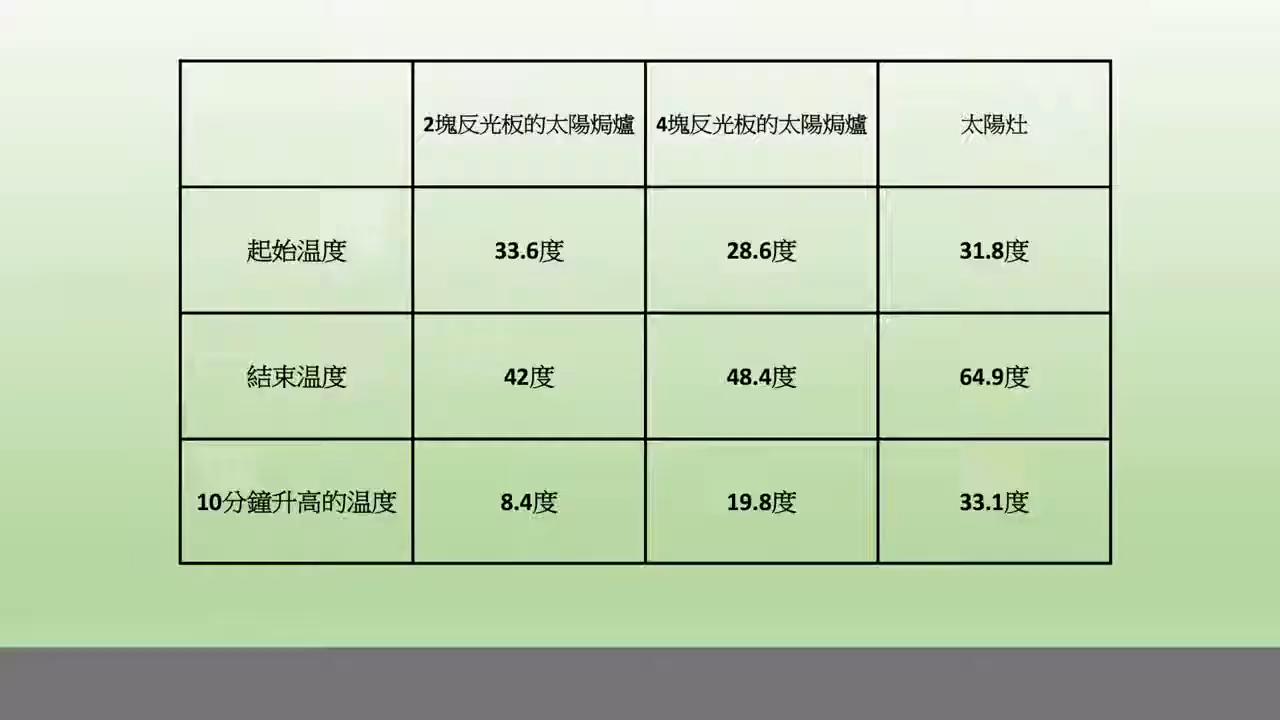 2塊反光板的太陽焗爐 4塊反光板的太陽焗爐 太陽灶
起始温度 33.6度 28.6度 31.8度
結束温度 42度 48.4度 64.9度
10分鐘升高的温度 8.4度 19.8度 33.1度